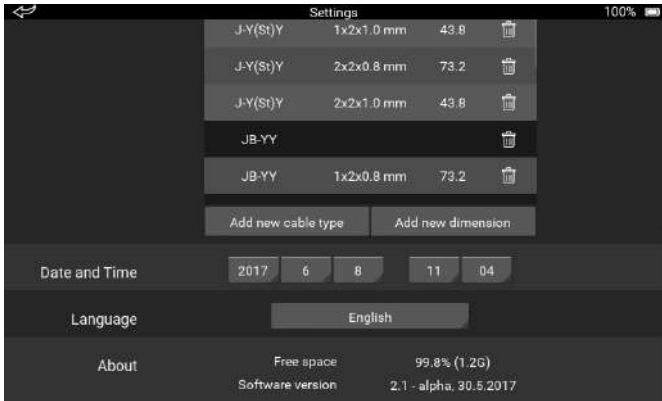 Settings 100%
J-Y(St)Y 1x2x1.0 mm 43.8
J-Y(St)Y 2x2x0.8 mm 73.2
J-Y(St)Y 2x2x1.0 mm 43.8
JB-YY
JB-YY 1x2x0.8 mm 73.2
Add new cable type Add new dimension
Date and Time 2017 6 8 11 04
Language English
About Free space 99.8% (1.2G)
Software version 2.1 - alpha, 30.5.2017